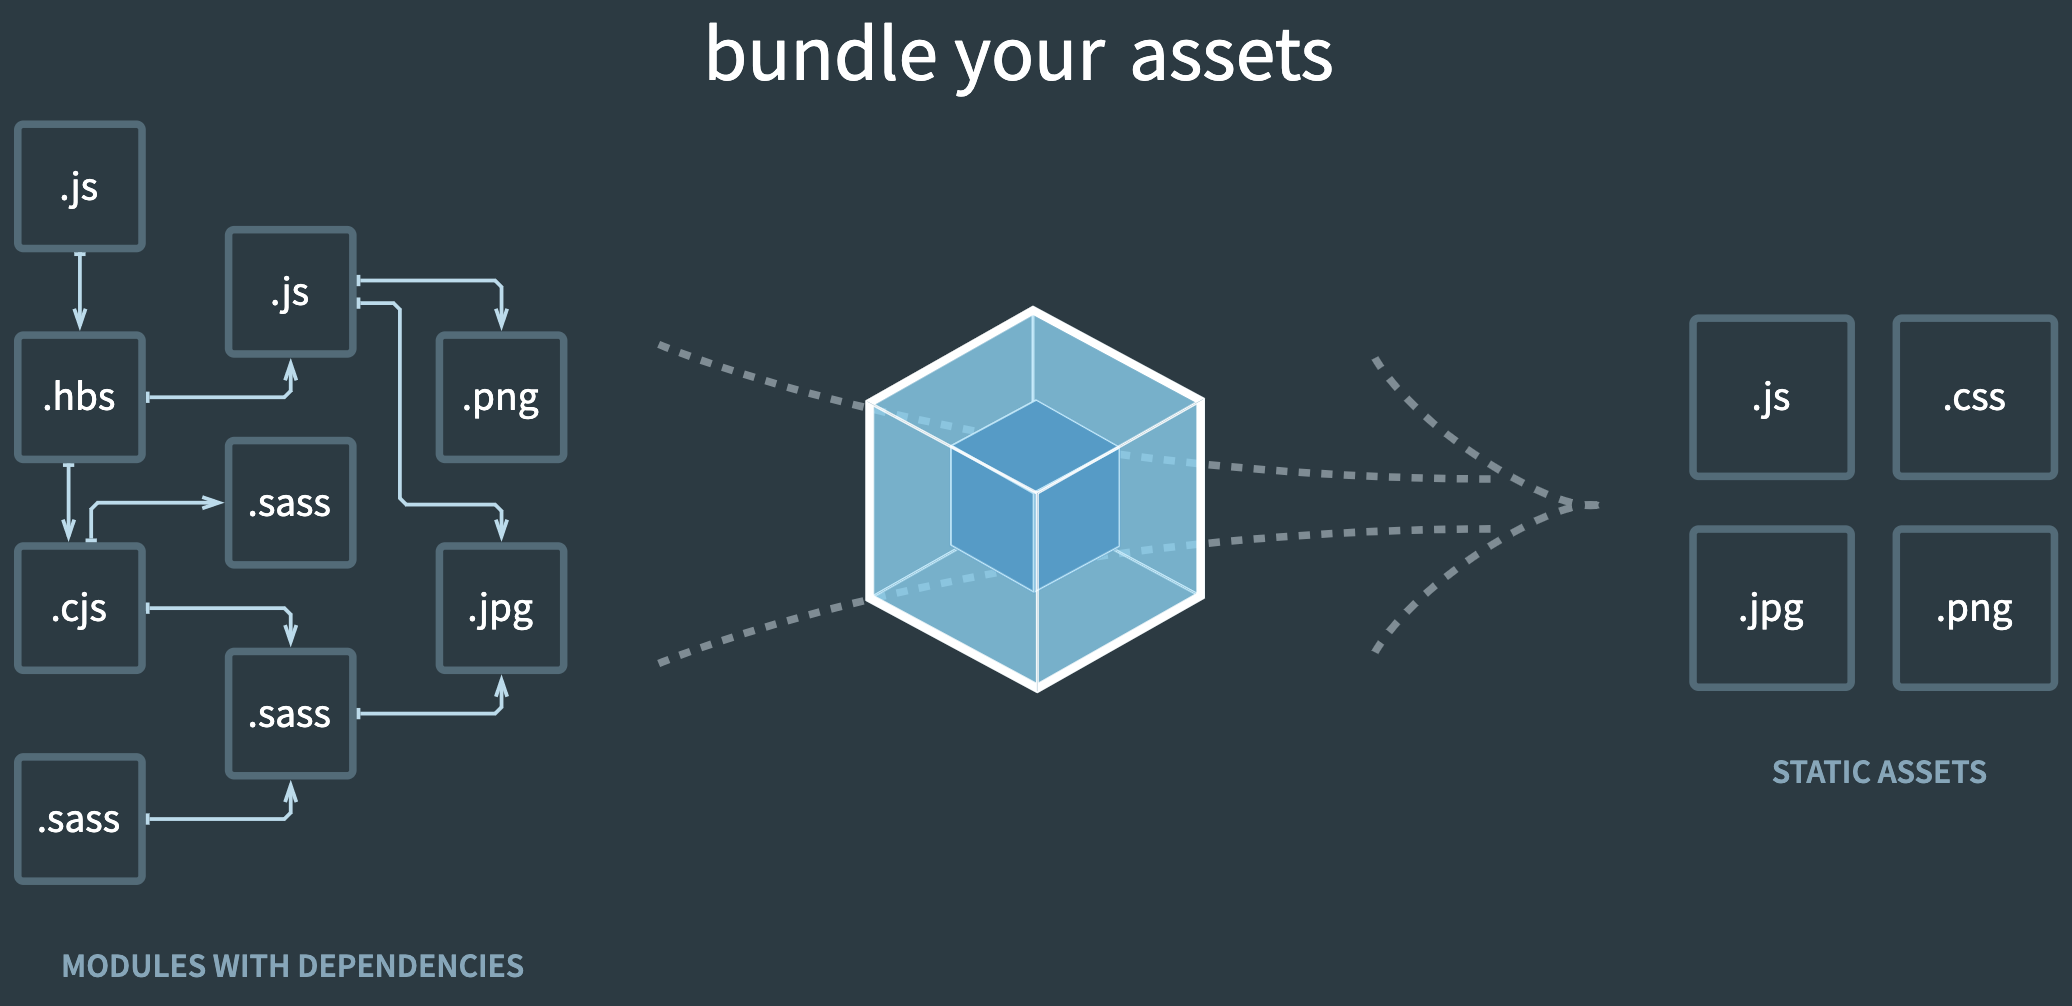 bundle your assets
.js
.js
.hbs
.png
.sass
.cjs
.jpg
.sass
.sass
MODULES WITH DEPENDENCIES
.js
.css
.jpg
.png
STATIC ASSETS